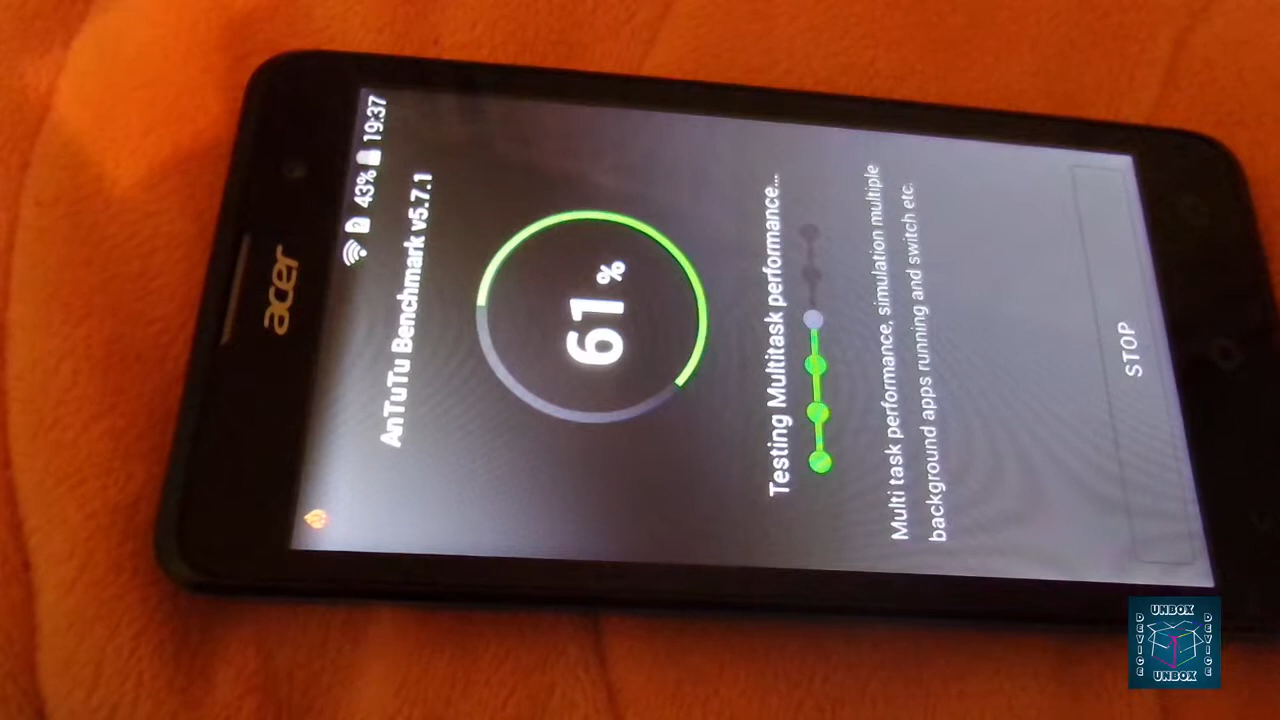 acer
43% 19:37
AnTuTu Benchmark v5.7.1
61 %
Testing Multitask performance...
Multi task performance, simulation multiple
background apps running and switch etc.
STOP
UNBOX
DEVICE
DEVICE
UNBOX